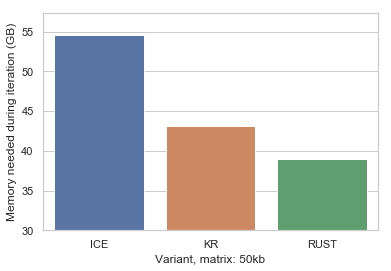 Memory needed during iteration (GB)
55
50
45
40
35
30
ICE KR RUST
Variant, matrix: 50kb